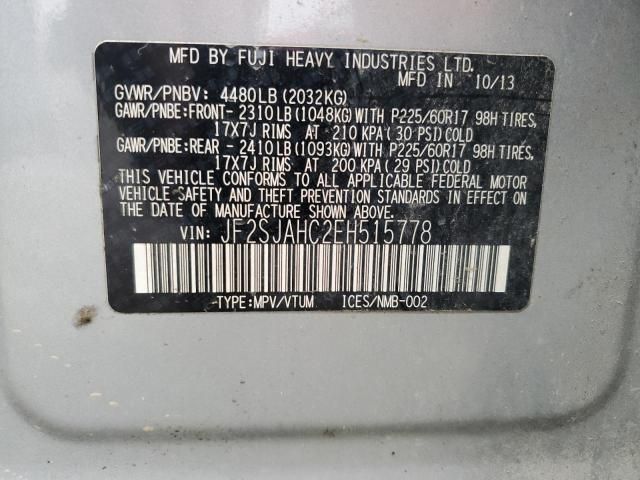 MFD BY FUJI HEAVY INDUSTRIES LTD.
MFD IN 10/13
GVWR/PNBV: 4480LB (2032KG)
GAWR/PNBE:FRONT- 2310LB (1048KG) WITH P225/60R17 98H TIRES,
17X7J RIMS AT 210 KPA (30 PSI) COLD
GAWR/PNBE:REAR - 2410LB (1093KG) WITH P225/60R17 98H TIRES,
17X7J RIMS AT 200 KPA (29 PSI) COLD
THIS VEHICLE CONFORMS TO ALL APPLICABLE FEDERAL MOTOR
VEHICLE SAFETY AND THEFT PREVENTION STANDARDS IN EFFECT ON
THE DATE OF MANUFACTURE SHOWN ABOVE.
VIN: JF2SJAHC2EH515778
TYPE:MPV/VTUM ICES/NMB-002